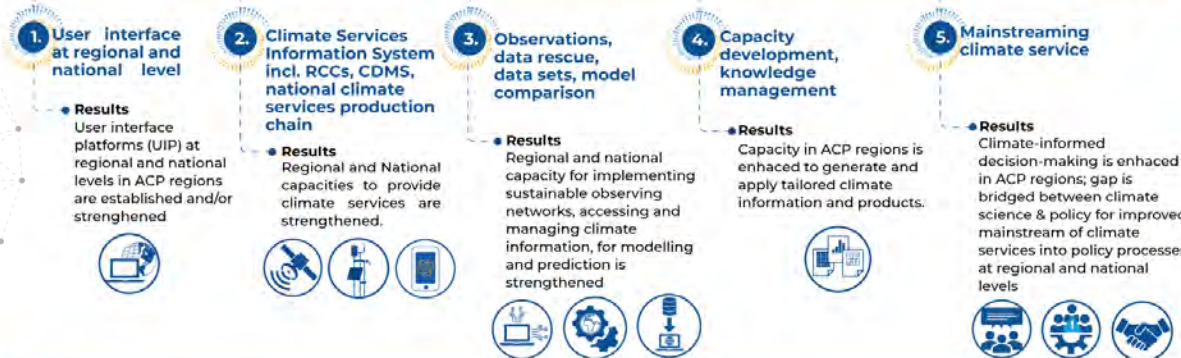 1.
User interface
at regional and
national level
Results
User interface
platforms (UIP) at
regional and national
levels in ACP regions
are established and/or
strenghened
2.
Climate Services
Information System
incl. RCCs, CDMS,
national climate
services production
chain
Results
Regional and National
capacities to provide
climate services are
strengthened.
3.
Observations,
data rescue,
data sets, model
comparison
Results
Regional and national
capacity for implementing
sustainable observing
networks, accessing and
managing climate
information, for modelling
and prediction is
strengthened
4.
Capacity
development,
knowledge
management
Results
Capacity in ACP regions is
enhaced to generate and
apply tailored climate
information and products.
5.
Mainstreaming
climate service
Results
Climate-informed
decision-making is enhaced
in ACP regions; gap is
bridged between climate
science & policy for improved
mainstream of climate
services into policy processes
at regional and national
levels